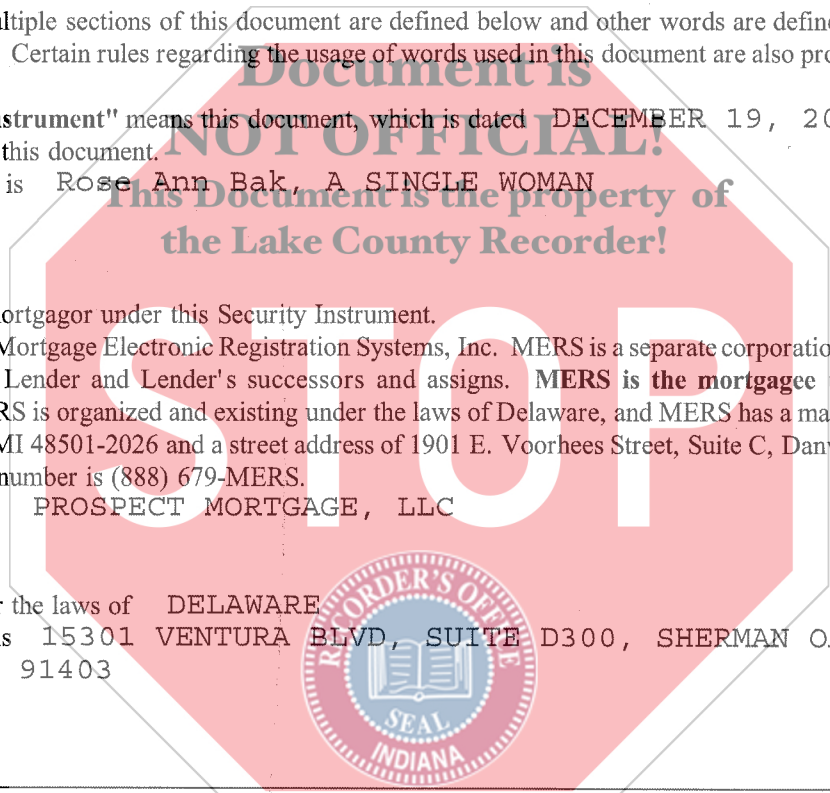 ltiple sections of this document are defined below and other words are define
Certain rules regarding the usage of words used in this document are also pro
Document is
strument" means this document, which is dated DECEMBER 19, 20
NOT OFFICIAL!
this document.
is Rose Ann Bak, A SINGLE WOMAN
This Document is the property of
the Lake County Recorder!
ortgagor under this Security Instrument.
Mortgage Electronic Registration Systems, Inc. MERS is a separate corporatio
Lender and Lender's successors and assigns. MERS is the mortgagee
RS is organized and existing under the laws of Delaware, and MERS has a ma
MI 48501-2026 and a street address of 1901 E. Voorhees Street, Suite C, Dan
STOP
number is (888) 679-MERS.
PROSPECT MORTGAGE, LLC
r the laws of DELAWARE
s 15301 VENTURA BLVD, SUITE D300, SHERMAN OA
91403
RECORDER'S OFFICE
SEAL
INDIANA